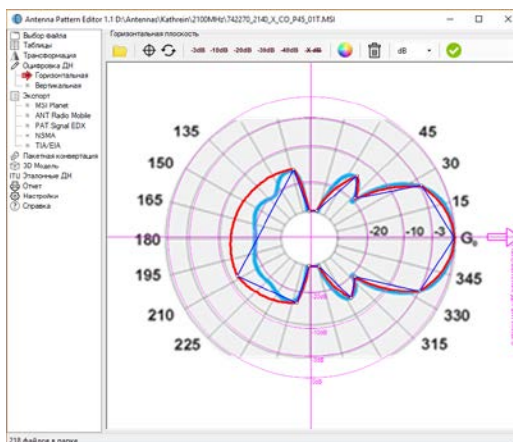 Antenna Pattern Editor 1.1 D:\Antennas\Kathrein\2100MHz\742270_2140_X_CO_P45_01T.MSI
Выбор файла
Таблицы
Трансформация
Оцифровка ДН
Горизонтальная
Вертикальная
Экспорт
MSI Planet
ANT Radio Mobile
PAT Signal EDX
NSMA
TIA/EIA
Пакетная конвертация
3D Модель
ITU Эталонные ДН
Отчет
Настройки
Справка
Горизонтальная плоскость
-3dB -10dB -20dB -30dB -40dB -X dB dB
135 45
150 30
165 15
180 -20 -10 -3 G
195 345
210 330
225 315
238 файлов в папке